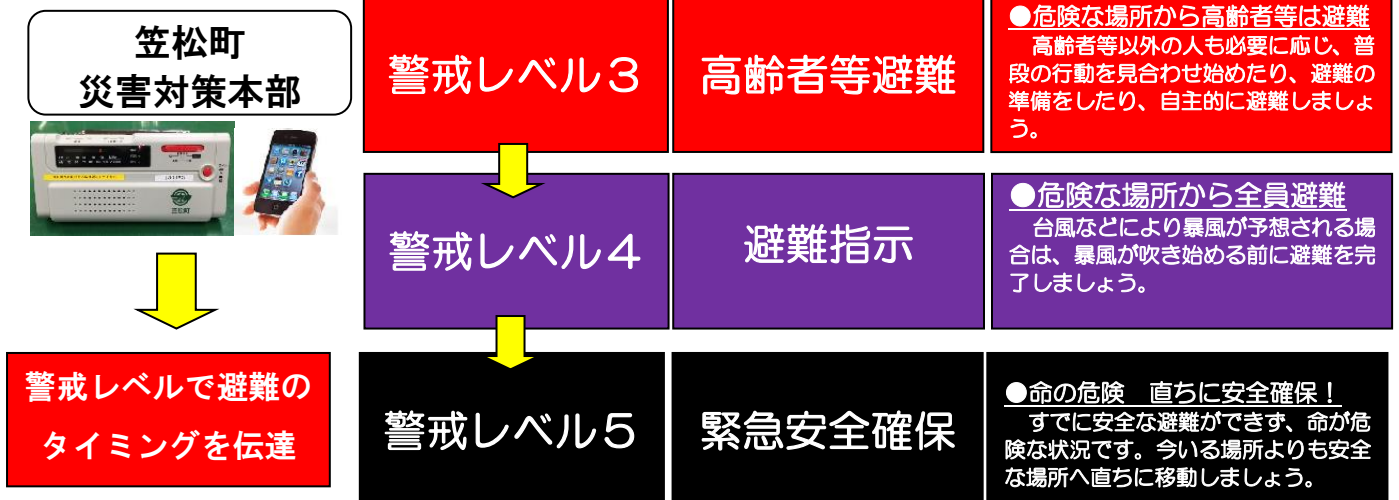 笠松町
災害対策本部
警戒レベルで避難の
タイミングを伝達
警戒レベル３
高齢者等避難
●危険な場所から高齢者等は避難
高齢者等以外の人も必要に応じ、普
段の行動を見合わせ始めたり、避難の
準備をしたり、自主的に避難しましょ
う。
警戒レベル４
避難指示
●危険な場所から全員避難
台風などにより暴風が予想される場
合は、暴風が吹き始める前に避難を完
了しましょう。
警戒レベル５
緊急安全確保
●命の危険　直ちに安全確保！
すでに安全な避難ができず、命が危
険な状況です。今いる場所よりも安全
な場所へ直ちに移動しましょう。
笠松町